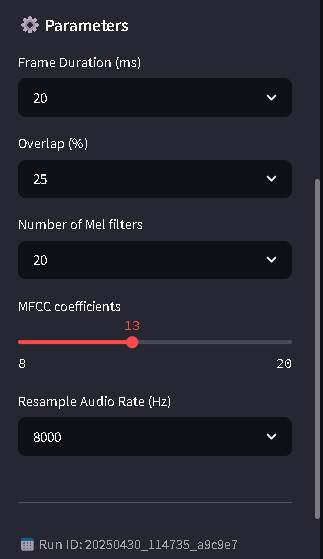 Parameters
Frame Duration (ms)
20
Overlap (%)
25
Number of Mel filters
20
MFCC coefficients
13
8 20
Resample Audio Rate (Hz)
8000
Run ID: 20250430_114735_a9c9e7